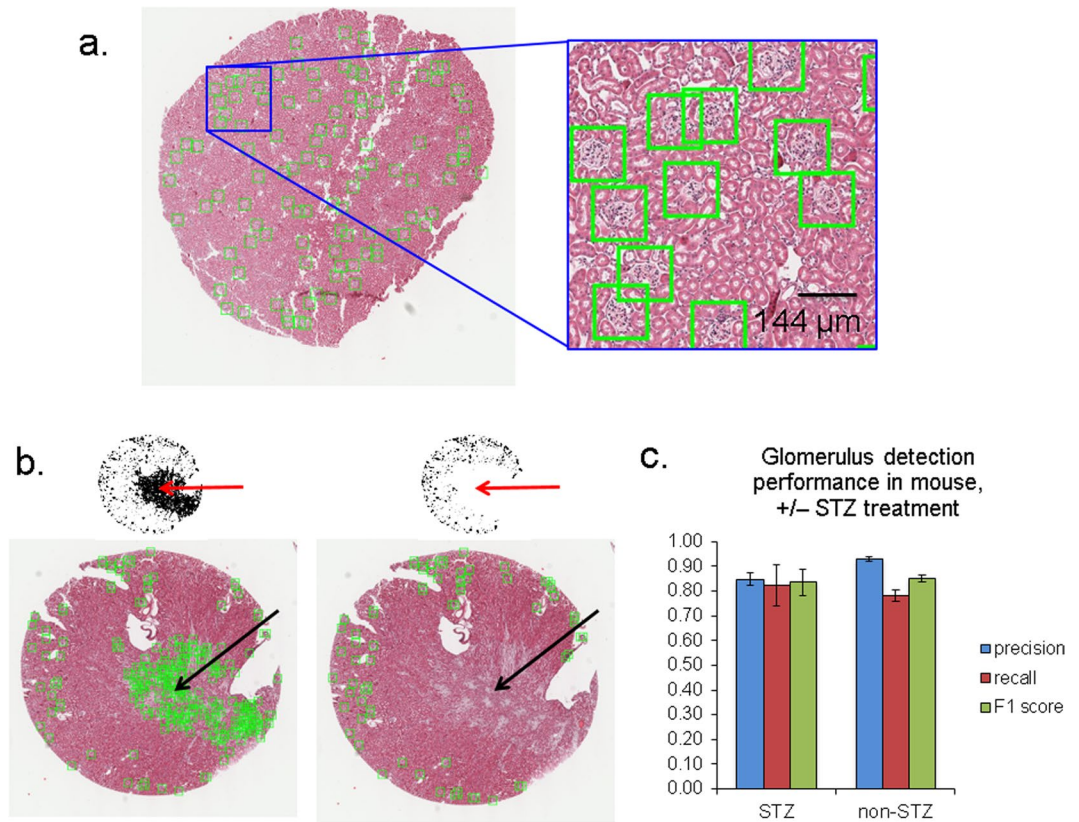 a.
144 µm
b.
c.
Glomerulus detection
performance in mouse,
+/– STZ treatment
1.00
0.90
0.80
0.70
0.60
0.50
0.40
0.30
0.20
0.10
0.00
STZ
non-STZ
precision
recall
F1 score